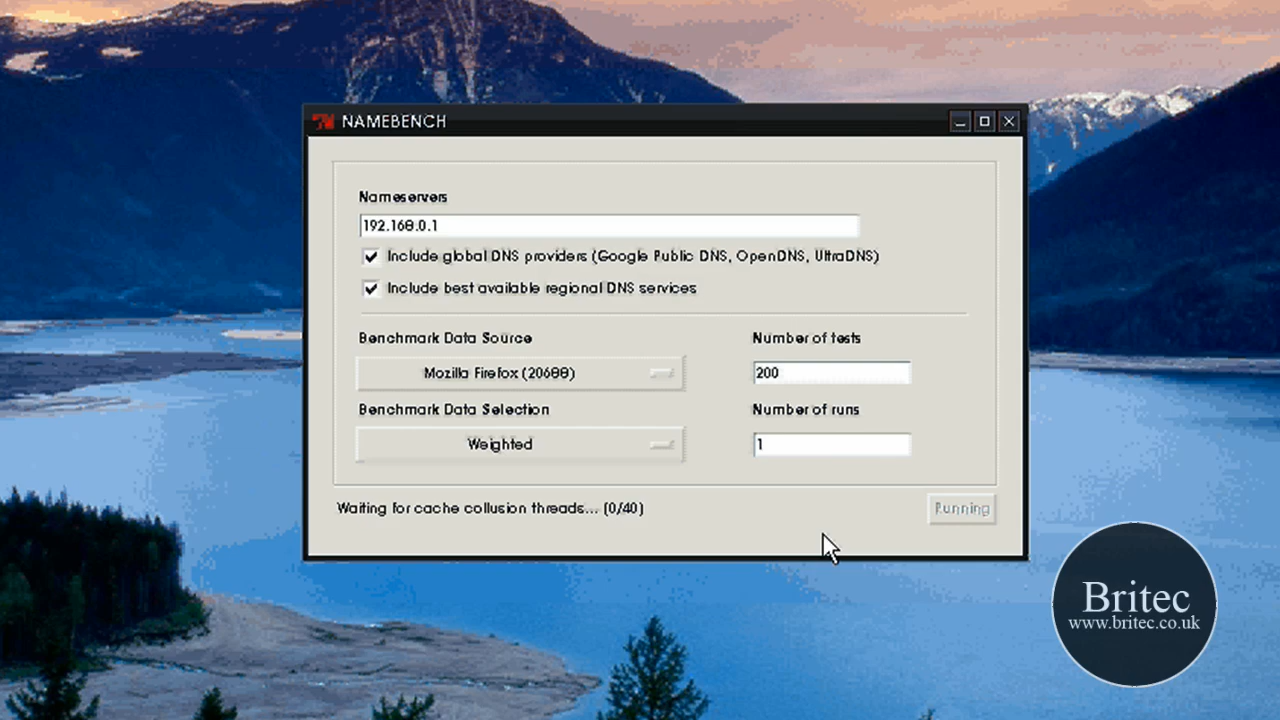 NAMEBENCH
Nameservers
192.168.0.1
Include global DNS providers (Google Public DNS, OpenDNS, UltraDNS)
Include best available regional DNS services
Benchmark Data Source
Number of tests
Mozilla Firefox (20688)
200
Benchmark Data Selection
Number of runs
Weighted
1
Waiting for cache collusion threads... (0/40)
Running
Britec
www.britec.co.uk